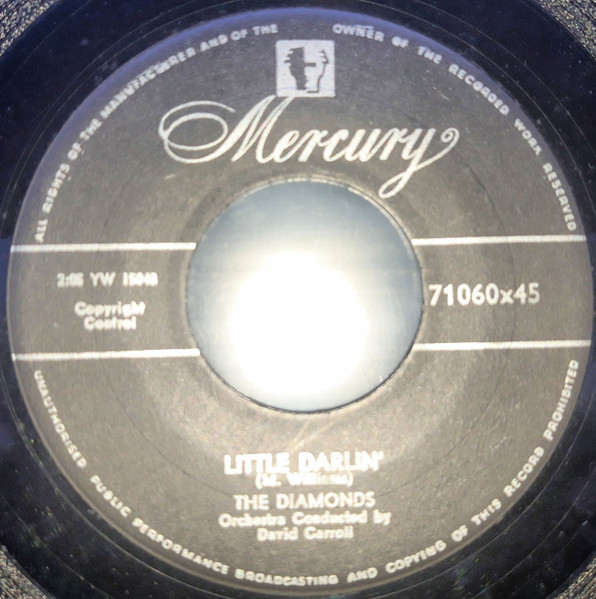 ALL RIGHTS OF THE MANUFACTURER AND OF THE OWNER OF THE RECORDED WORK RESERVED
Mercury
2:05 YW 15048
Copyright
Control
71060x45
LITTLE DARLIN'
(M. Williams)
THE DIAMONDS
Orchestra Conducted by
David Carroll
UNAUTHORISED PUBLIC PERFORMANCE BROADCASTING AND COPYING OF THIS RECORD PROHIBITED